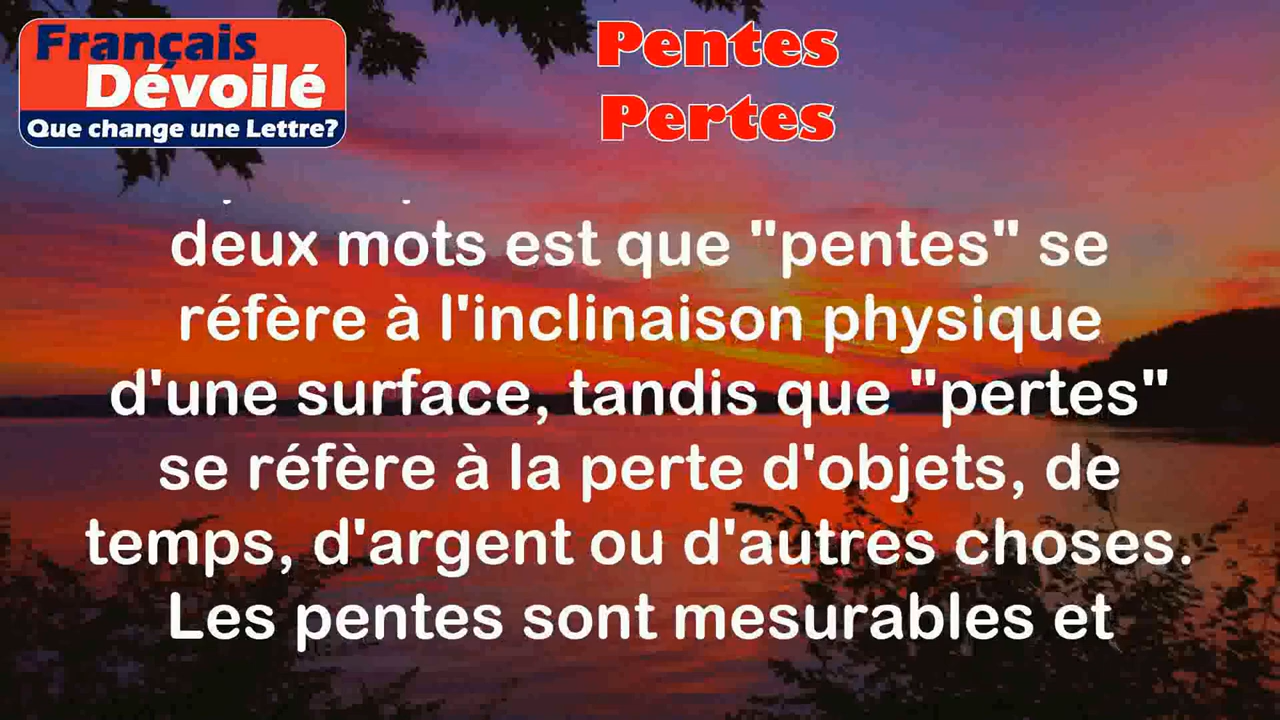 Français
Dévoilé
Que change une Lettre?
Pentes
Pertes
deux mots est que "pentes" se
réfère à l'inclinaison physique
d'une surface, tandis que "pertes"
se réfère à la perte d'objets, de
temps, d'argent ou d'autres choses.
Les pentes sont mesurables et